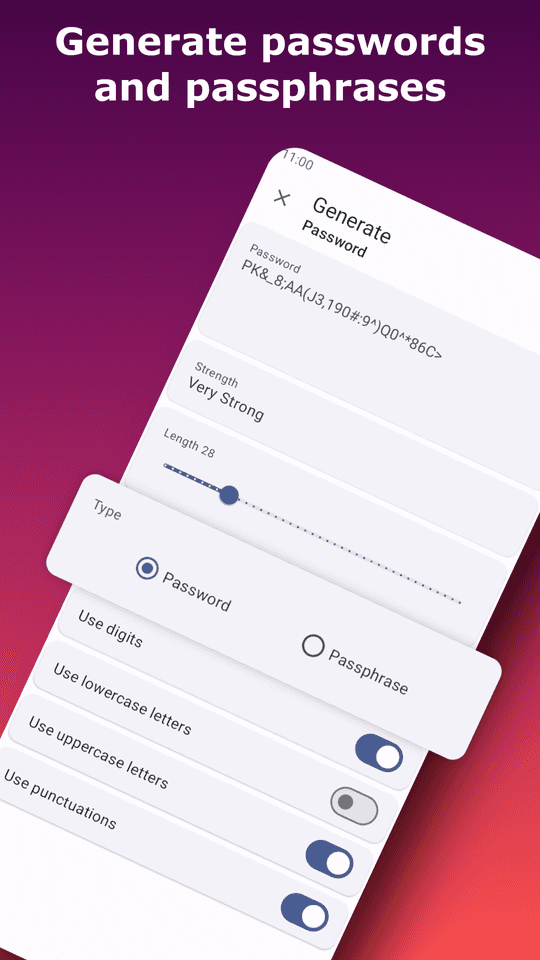 Generate passwords
and passphrases
11:00
Generate
Password
Password
PK&_8;AA(J3,190#:9^)Q0^*86C>
Strength
Very Strong
Length 28
Type
Password
Passphrase
Use digits
Use lowercase letters
Use uppercase letters
Use punctuations